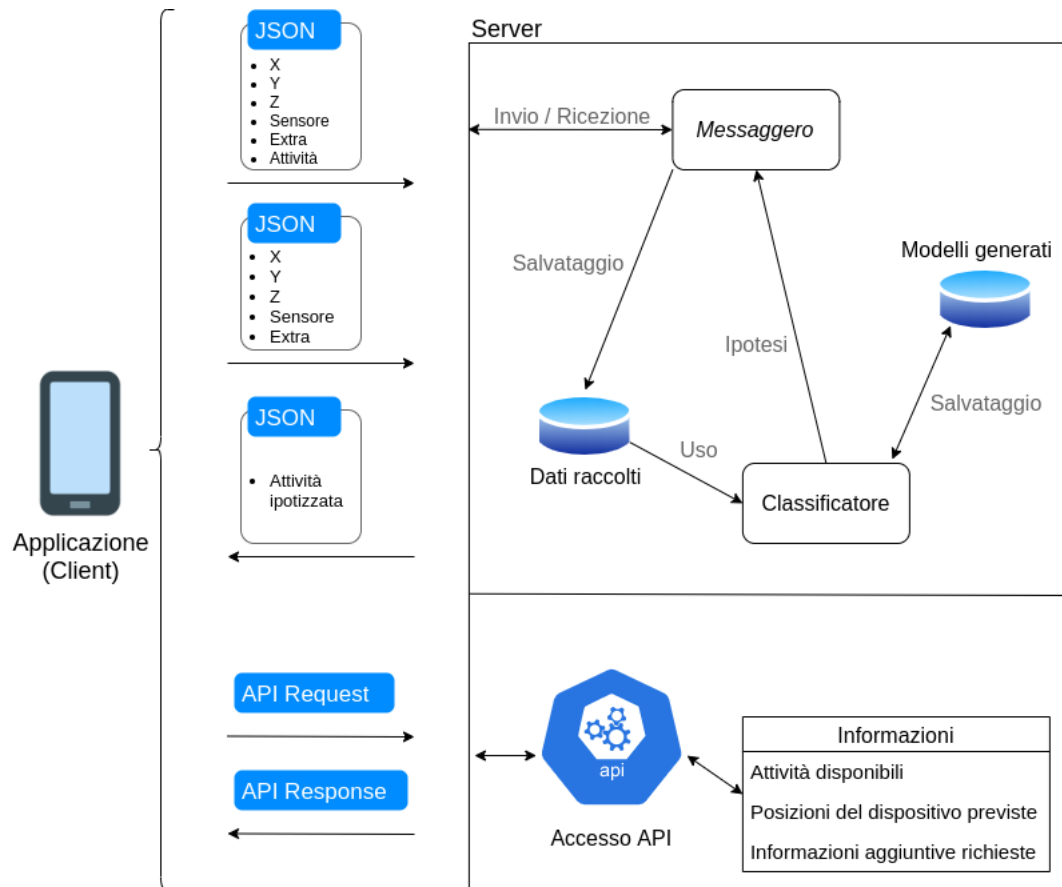 JSON
X
Y
Z
Sensore
Extra
Attività
JSON
X
Y
Z
Sensore
Extra
JSON
Attività
ipotizzata
Applicazione
(Client)
API Request
API Response
Server
Invio / Ricezione
Messaggero
Salvataggio
Modelli generati
Ipotesi
Salvataggio
Uso
Dati raccolti
Classificatore
api
Accesso API
Informazioni
Attività disponibili
Posizioni del dispositivo previste
Informazioni aggiuntive richieste